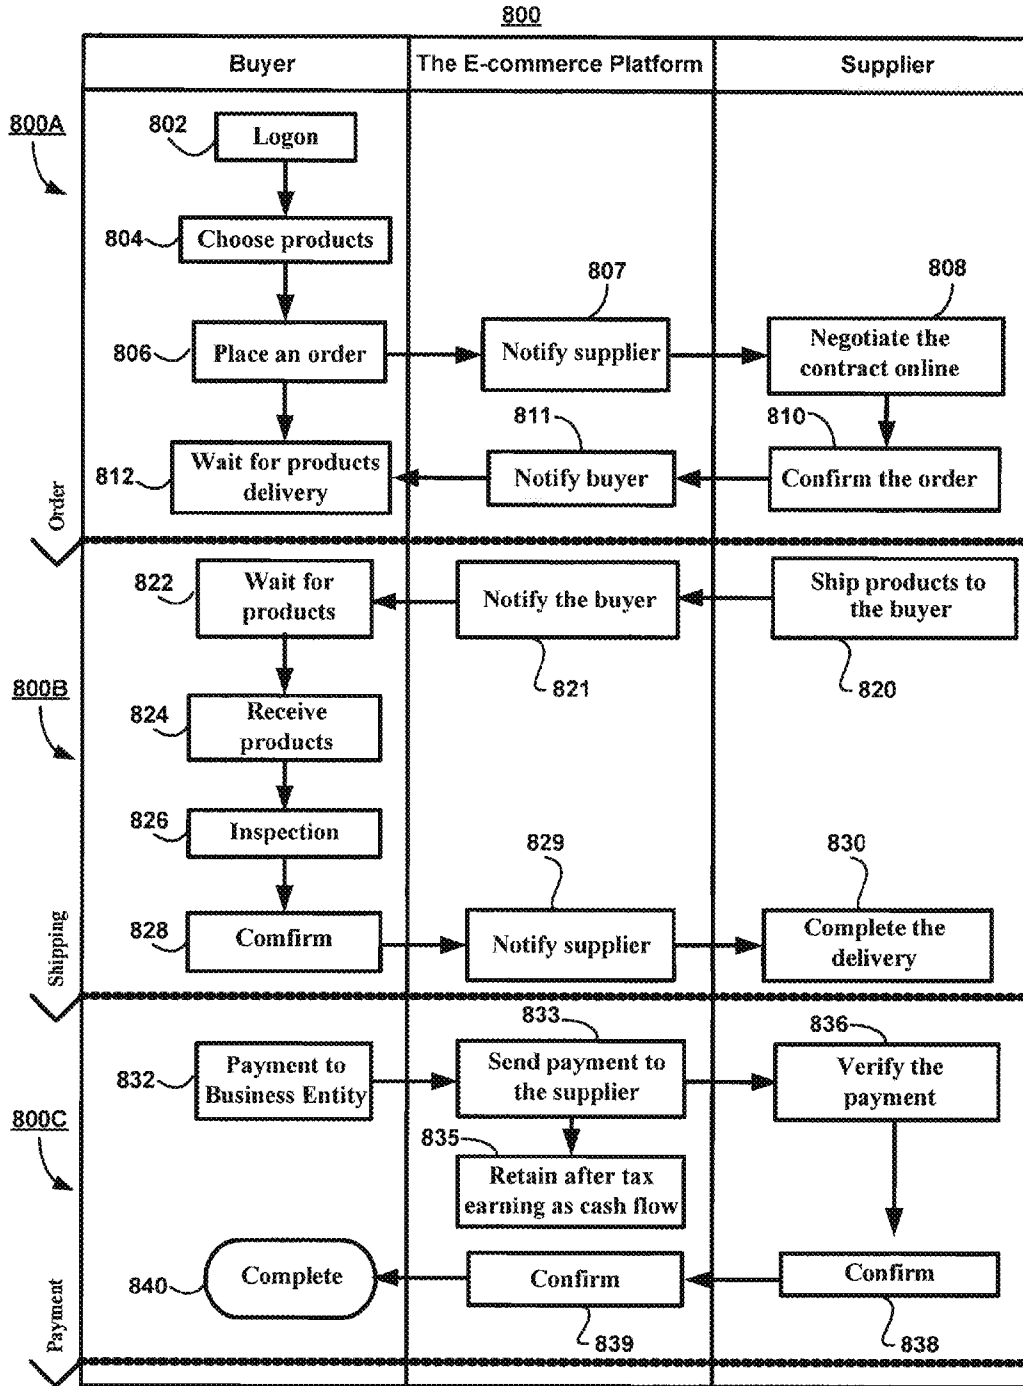 800
Buyer
The E-commerce Platform
Supplier
800A
802
Logon
804
Choose products
806
Place an order
807
Notify supplier
808
Negotiate the
contract online
812
Wait for products
delivery
811
Notify buyer
810
Confirm the order
Order
822
Wait for
products
Notify the buyer
821
Ship products to
the buyer
820
800B
824
Receive
products
826
Inspection
828
Comfirm
829
Notify supplier
830
Complete the
delivery
Shipping
832
Payment to
Business Entity
833
Send payment to
the supplier
836
Verify the
payment
800C
835
Retain after tax
earning as cash flow
840
Complete
Confirm
839
Confirm
838
Payment